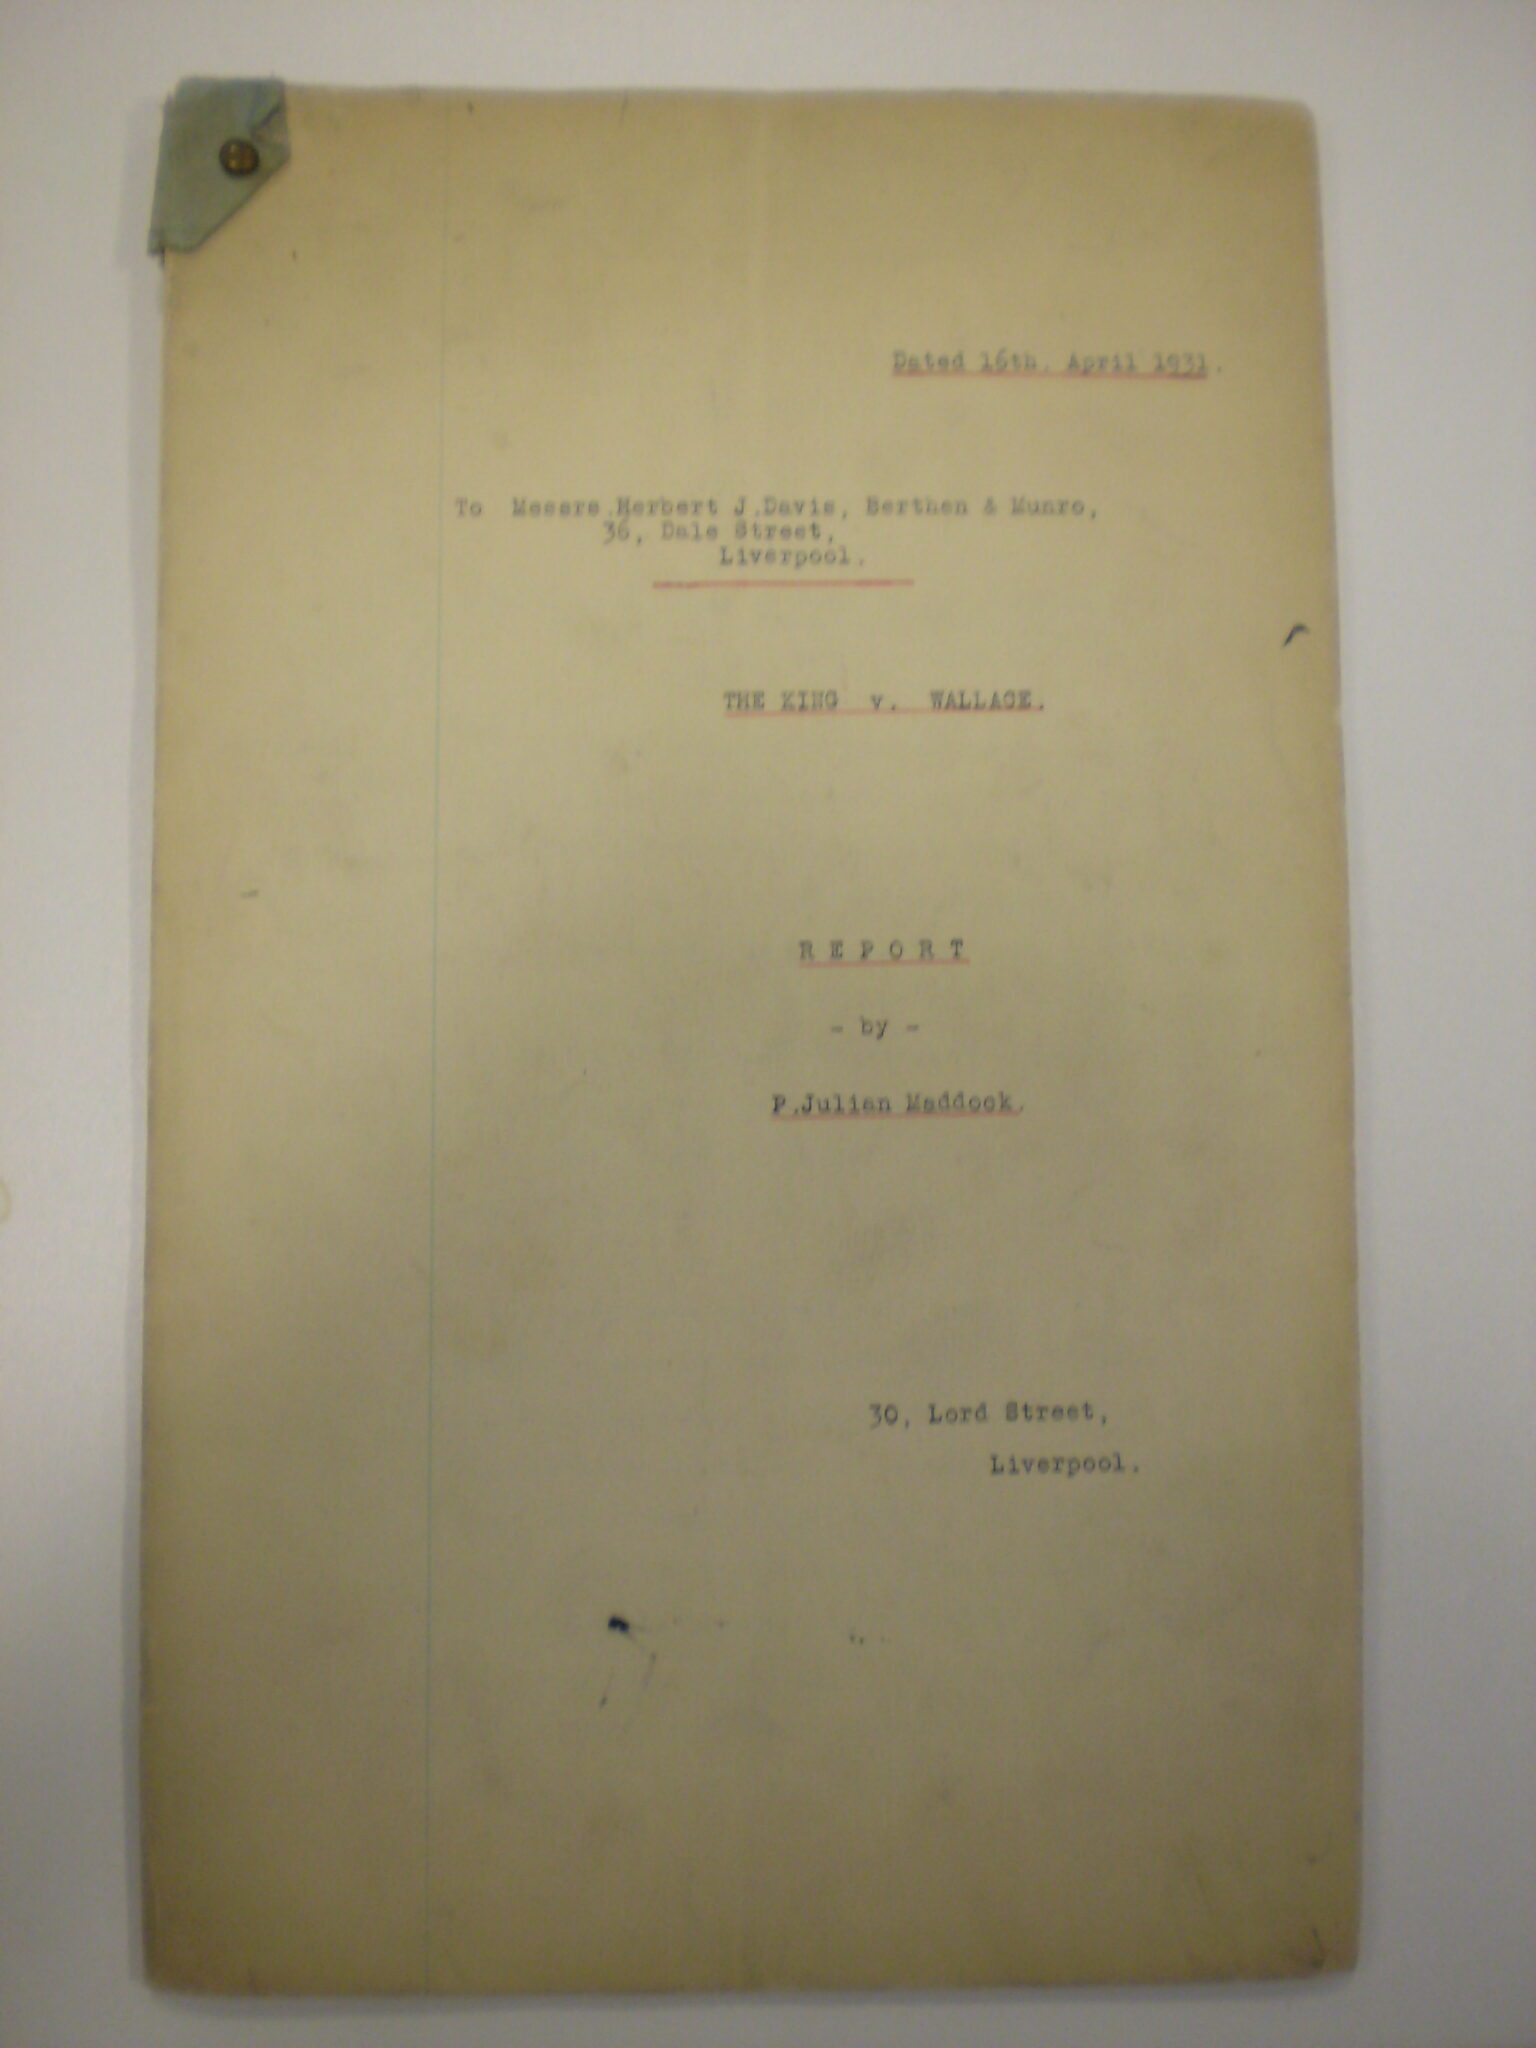 Dated 16th. April 1931.
To Messrs.Herbert J.Davis, Berthen & Munro,
36, Dale Street,
Liverpool.
THE KING v. WALLACE.
R E P O R T
- by -
P.Julian Maddock.
30, Lord Street,
Liverpool.